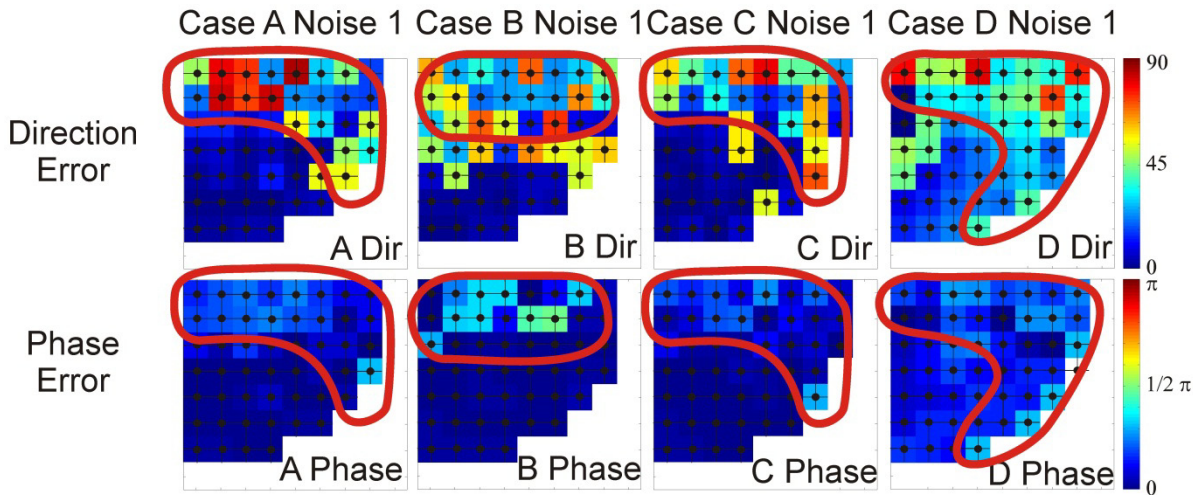 Case A Noise 1 Case B Noise 1 Case C Noise 1 Case D Noise 1
Direction
Error
90
45
0
A Dir
B Dir
C Dir
D Dir
Phase
Error
π
1/2 π
0
A Phase
B Phase
C Phase
D Phase